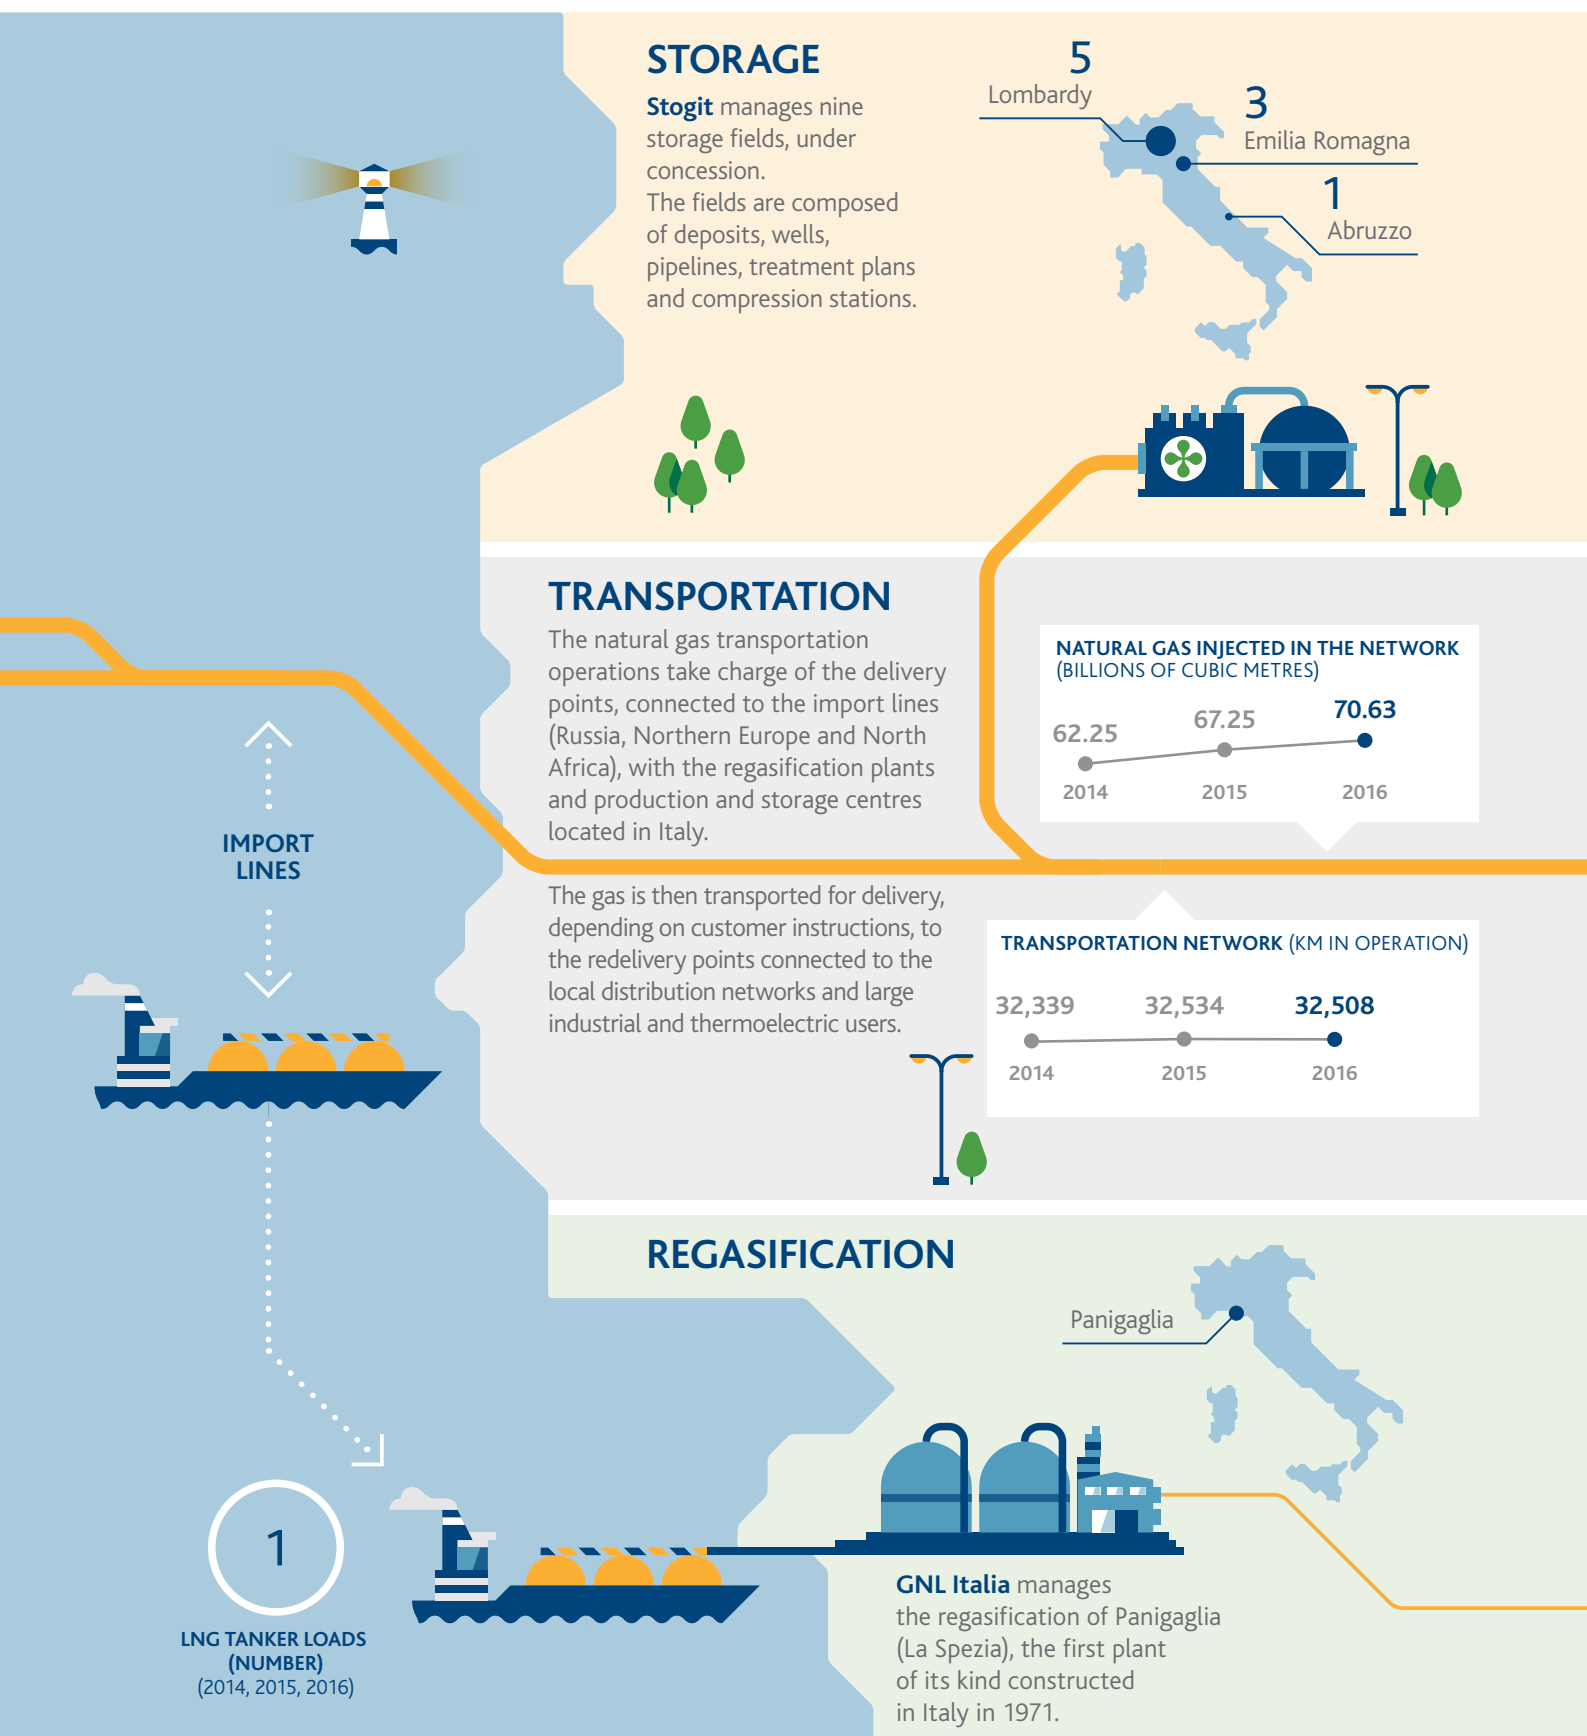 STORAGE
Stogit manages nine
storage fields, under
concession.
The fields are composed
of deposits, wells,
pipelines, treatment plans
and compression stations.
5
Lombardy
3
Emilia Romagna
1
Abruzzo
TRANSPORTATION
The natural gas transportation
operations take charge of the delivery
points, connected to the import lines
(Russia, Northern Europe and North
Africa), with the regasification plants
and production and storage centres
located in Italy.
The gas is then transported for delivery,
depending on customer instructions, to
the redelivery points connected to the
local distribution networks and large
industrial and thermoelectric users.
NATURAL GAS INJECTED IN THE NETWORK
(BILLIONS OF CUBIC METRES)
62.25 67.25 70.63
2014 2015 2016
IMPORT
LINES
TRANSPORTATION NETWORK (KM IN OPERATION)
32,339 32,534 32,508
2014 2015 2016
REGASIFICATION
Panigaglia
1
LNG TANKER LOADS
(NUMBER)
(2014, 2015, 2016)
GNL Italia manages
the regasification of Panigaglia
(La Spezia), the first plant
of its kind constructed
in Italy in 1971.